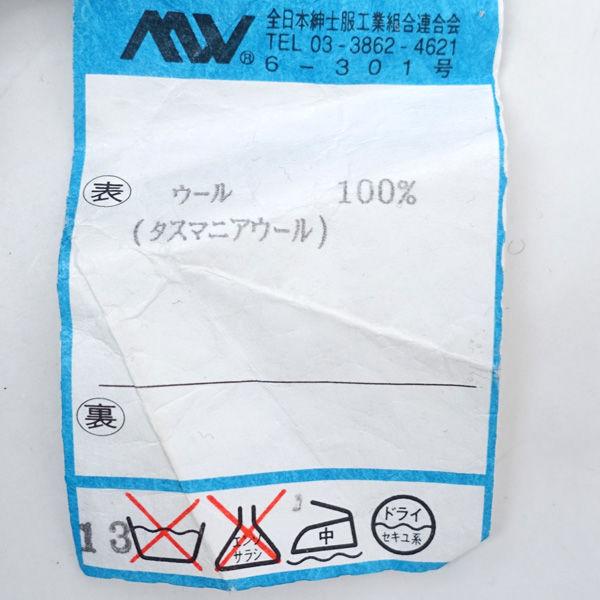 MW® 全日本紳士服工業組合連合会
TEL 03-3862-4621
6-301号
表 ウール 100%
(タスマニアウール)
裏
13 エンソ サラシ 中 ドライ セキユ系